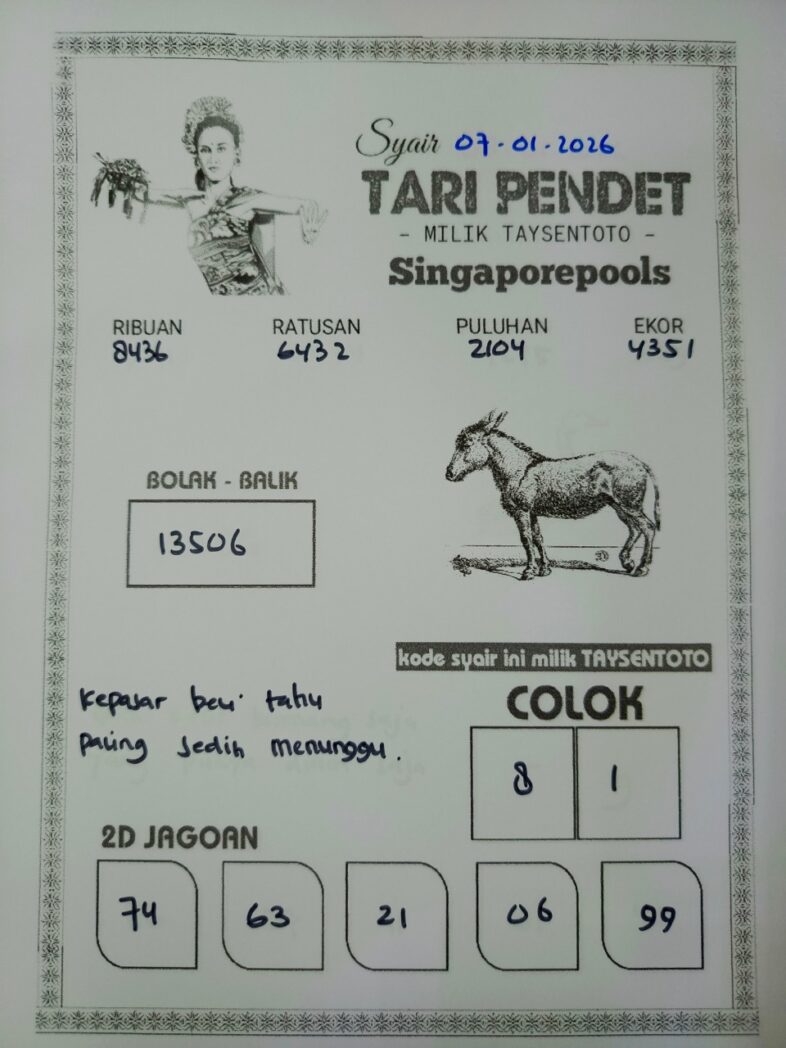 Syair 07-01-2026
TARI PENDET
- MILIK TAYSENTOTO -
Singaporepools
RIBUAN RATUSAN PULUHAN EKOR
8436 6432 2104 4351
BOLAK - BALIK
13506
kode syair ini milik TAYSENTOTO
Kepasar beli tahu
paling sedih menunggu.
COLOK
8 1
2D JAGOAN
74 63 21 06 99